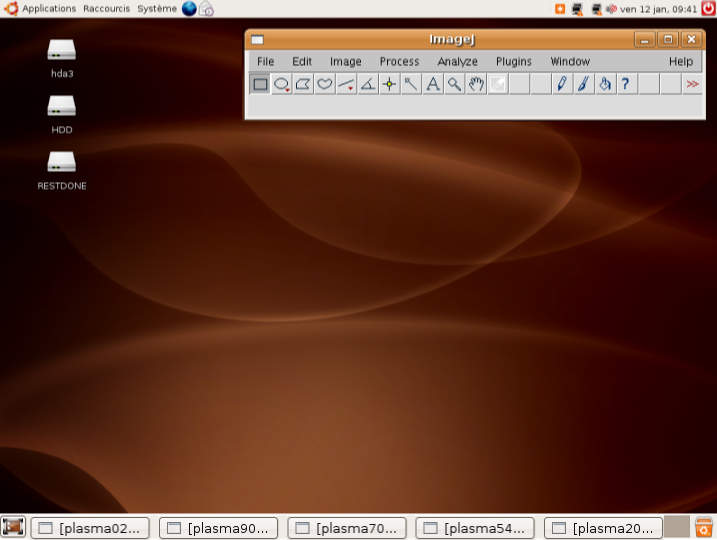 Applications Raccourcis Système ven 12 jan, 09:41
hda3
HDD
RESTDONE
ImageJ
File Edit Image Process Analyze Plugins Window Help
A ? >>
[plasma02... [plasma90... [plasma70... [plasma54... [plasma20...